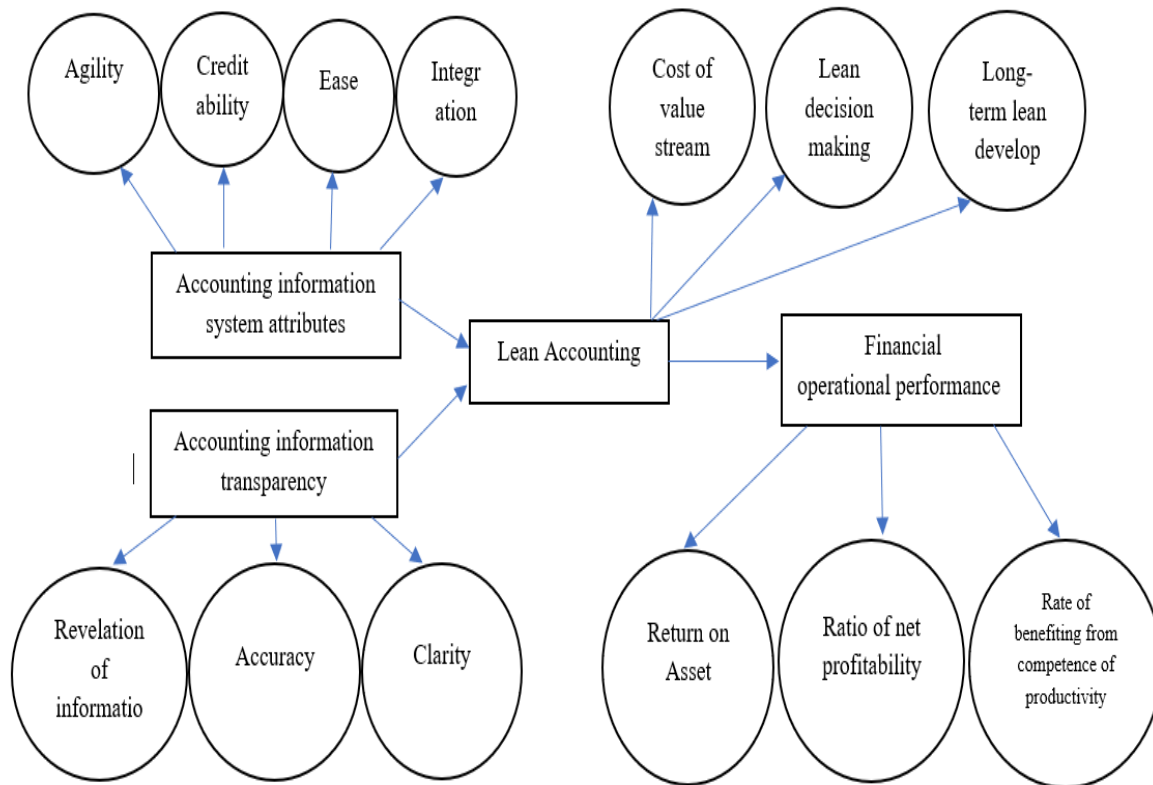 Agility
Credit
ability
Ease
Integr
ation
Cost of
value
stream
Lean
decision
making
Long-
term lean
develop
Accounting information
system attributes
Lean Accounting
Financial
operational performance
Accounting information
transparency
Revelation
of
informatio
Accuracy
Clarity
Return on
Asset
Ratio of net
profitability
Rate of
benefiting from
competence of
productivity